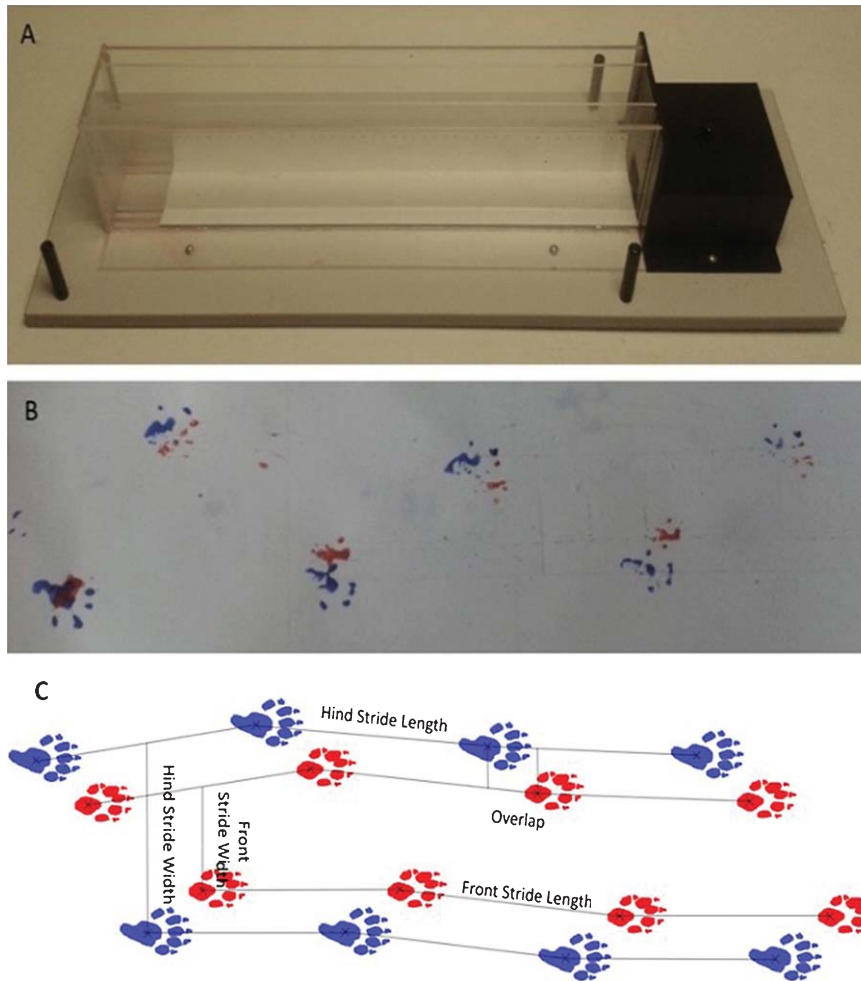 A
B
C
Hind Stride Length
Hind Stride Width
Front
Stride Width
Overlap
Front Stride Length